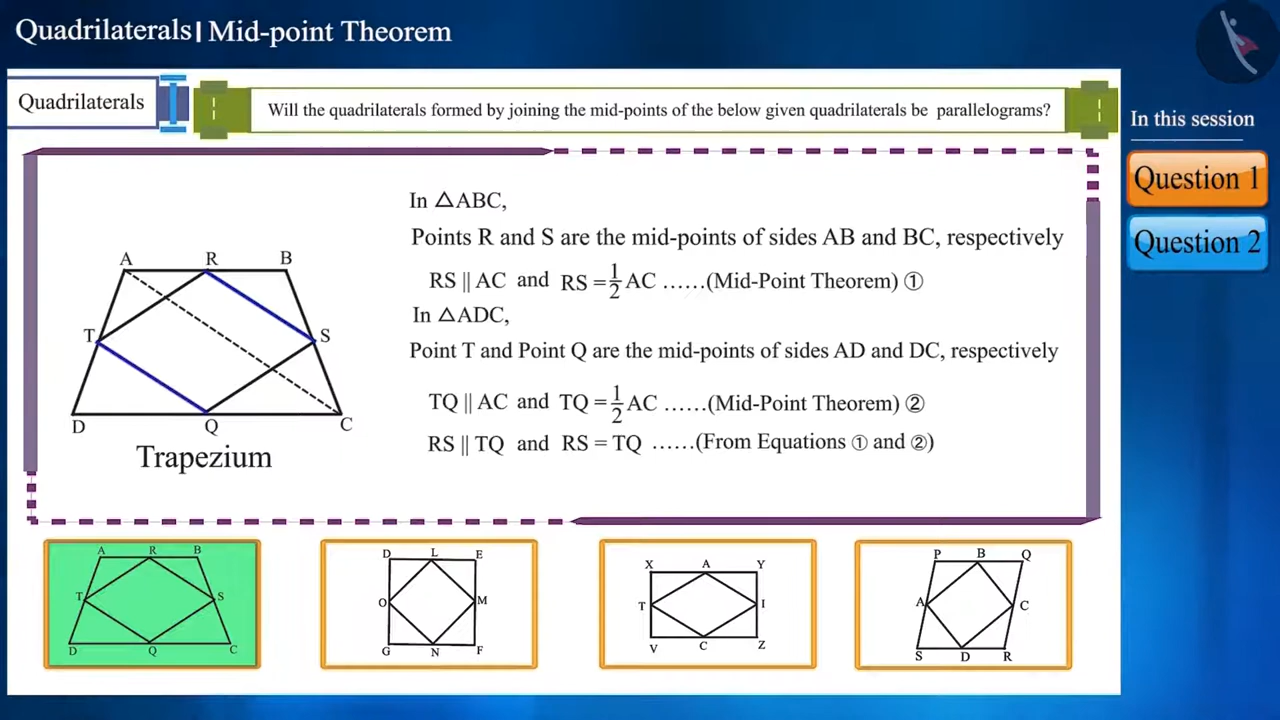 Quadrilaterals | Mid-point Theorem
Quadrilaterals
Will the quadrilaterals formed by joining the mid-points of the below given quadrilaterals be parallelograms?
In this session
Question 1
Question 2
In △ABC,
Points R and S are the mid-points of sides AB and BC, respectively
RS || AC and RS = 1/2 AC ......(Mid-Point Theorem) ①
In △ADC,
Point T and Point Q are the mid-points of sides AD and DC, respectively
TQ || AC and TQ = 1/2 AC ......(Mid-Point Theorem) ②
RS || TQ and RS = TQ ......(From Equations ① and ②)
A R B
T S
D Q C
Trapezium
A R B
T S
D Q C
D L E
O M
G N F
X A Y
T I
V C Z
P B Q
A C
S D R